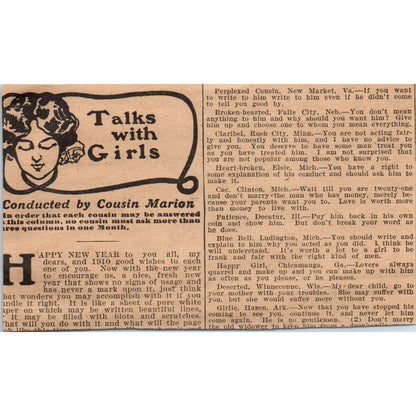 Talks
with
Girls
Conducted by Cousin Marion
In order that each cousin may be answered
this column, no cousin must ask more than
ree questions in one Month.
HAPPY NEW YEAR to you all, my
dears, and 1910 good wishes to each
one of you. Now with the new year
new year that shows no signs of usage and
has never a mark upon it, just think
hat wonders you may accomplish with it if you
ndle it right. It is like a sheet of pure white
per on which may be written beautiful lines,
it may be filled with blots and scratches.
hat will you do with it and what will the page
Perplexed Cousin, New Market, Va.—If you want
to write to him write him even if he didn't come
to tell you good by.
Broken-hearted, Falls City, Neb.—You don't mean
anything to him and why should you want him? Give
him up and choose one to whom you mean everything.
Claribel, Rush City, Minn.—You are not acting fair-
ly and honestly with him, and I have no advice to
give you. You deserve to have some man treat you
as you have treated him. I am not surprised that
you are not popular among those who know you.
Heart-broken, Elsie, Mich.—You have a right to
some explanation of his conduct and should ask him to
make it.
Cac, Clinton, Mich.—Wait till you are twenty-one
and don't marry the man who has money, just be-
cause your parents want you to. Love is worth more
than money to live with.
Patience, Decatur, Ill.—Pay him back in his own
coin and show him what it is. Don't write to him if
he does.
Blue Bell, Ludington, Mich.—You should write and
explain to him why you acted as you did. I think he
will understand. It's worth a lot to a girl to be
frank and fair with the right kind of men.
Happy Girl, Chicamauga, Ga.—Lovers always
quarrel and make up and you can make up with him
as often as you please, or he pleases.
Deserted, Winneconne, Wis.—My dear child, go to
your mother with your troubles. She may suffer with
you, but she would suffer more without you.
Girlie, Hazen, Ark.—Now that you have stopped his
coming to see you, continue it, and never let him
come again. He is no gentleman. (2) Don't marry
the old widower to keep him from